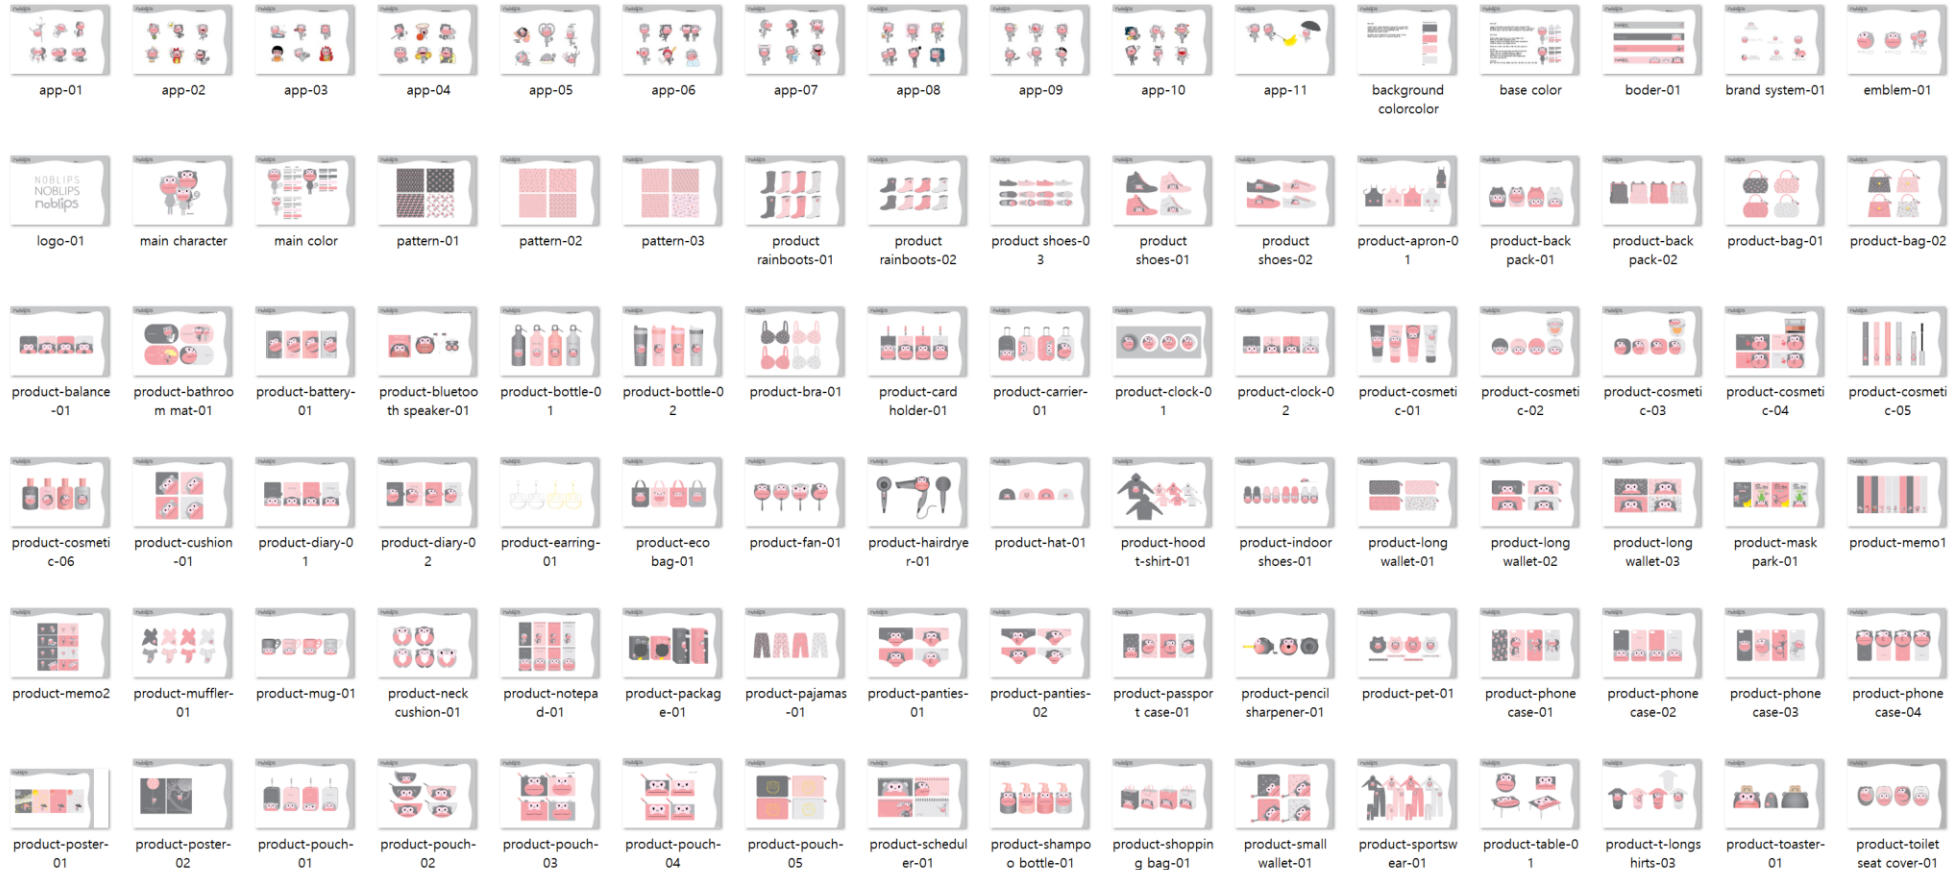 app-01
app-02
app-03
app-04
app-05
app-06
app-07
app-08
app-09
app-10
app-11
background
colorcolor
base color
boder-01
brand system-01
emblem-01
NOBLIPS
NOBLIPS
noblips
logo-01
main character
main color
pattern-01
pattern-02
pattern-03
product
rainboots-01
product
rainboots-02
product shoes-0
3
product
shoes-01
product
shoes-02
product-apron-0
1
product-back
pack-01
product-back
pack-02
product-bag-01
product-bag-02
product-balance
-01
product-bathroo
m mat-01
product-battery-
01
product-bluetoo
th speaker-01
product-bottle-0
1
product-bottle-0
2
product-bra-01
product-card
holder-01
product-carrier-
01
product-clock-0
1
product-clock-0
2
product-cosmeti
c-01
product-cosmeti
c-02
product-cosmeti
c-03
product-cosmeti
c-04
product-cosmeti
c-05
product-cosmeti
c-06
product-cushion
-01
product-diary-0
1
product-diary-0
2
product-earring-
01
product-eco
bag-01
product-fan-01
product-hairdrye
r-01
product-hat-01
product-hood
t-shirt-01
product-indoor
shoes-01
product-long
wallet-01
product-long
wallet-02
product-long
wallet-03
product-mask
park-01
product-memo1
product-memo2
product-muffler-
01
product-mug-01
product-neck
cushion-01
product-notepa
d-01
product-packag
e-01
product-pajamas
-01
product-panties-
01
product-panties-
02
product-passpor
t case-01
product-pencil
sharpener-01
product-pet-01
product-phone
case-01
product-phone
case-02
product-phone
case-03
product-phone
case-04
product-poster-
01
product-poster-
02
product-pouch-
01
product-pouch-
02
product-pouch-
03
product-pouch-
04
product-pouch-
05
product-schedul
er-01
product-shampo
o bottle-01
product-shoppin
g bag-01
product-small
wallet-01
product-sportsw
ear-01
product-table-0
1
product-t-longs
hirts-03
product-toaster-
01
product-toilet
seat cover-01